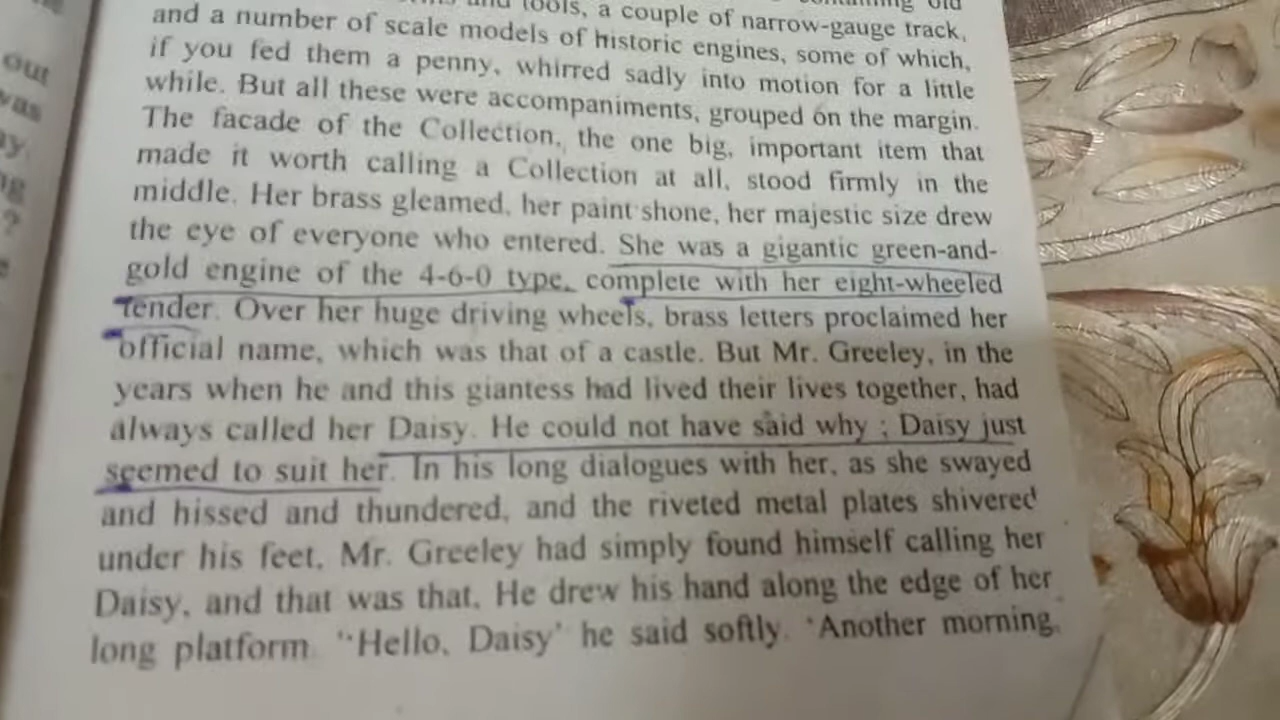 out
was
tools, a couple of narrow-gauge track,
and a number of scale models of historic engines, some of which,
if you fed them a penny, whirred sadly into motion for a little
while. But all these were accompaniments, grouped on the margin.
The facade of the Collection, the one big, important item that
made it worth calling a Collection at all, stood firmly in the
middle. Her brass gleamed, her paint shone, her majestic size drew
the eye of everyone who entered. She was a gigantic green-and-
gold engine of the 4-6-0 type, complete with her eight-wheeled
tender. Over her huge driving wheels, brass letters proclaimed her
official name, which was that of a castle. But Mr. Greeley, in the
years when he and this giantess had lived their lives together, had
always called her Daisy. He could not have said why ; Daisy just
seemed to suit her. In his long dialogues with her, as she swayed
and hissed and thundered, and the riveted metal plates shivered
under his feet, Mr. Greeley had simply found himself calling her
Daisy, and that was that. He drew his hand along the edge of her
long platform. "Hello, Daisy' he said softly. 'Another morning,